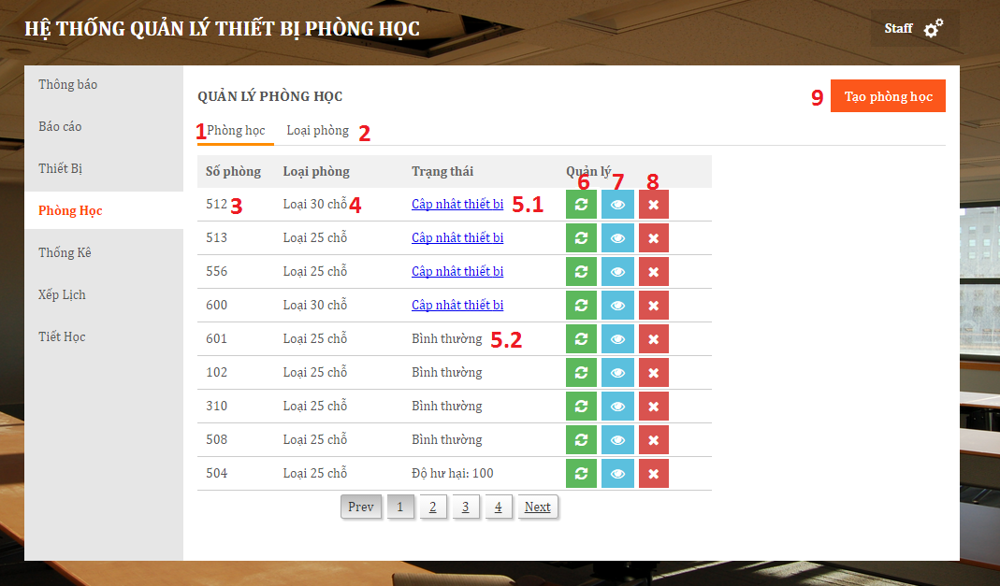 HỆ THỐNG QUẢN LÝ THIẾT BỊ PHÒNG HỌC
Staff
Thông báo
Báo cáo
Thiết Bị
Phòng Học
Thống Kê
Xếp Lịch
Tiết Học
QUẢN LÝ PHÒNG HỌC
9 Tạo phòng học
1 Phòng học Loại phòng 2
Số phòng Loại phòng Trạng thái Quản lý
6 7 8
512 3 Loại 30 chỗ 4 Cập nhật thiết bị 5.1
513 Loại 25 chỗ Cập nhật thiết bị
556 Loại 25 chỗ Cập nhật thiết bị
600 Loại 30 chỗ Cập nhật thiết bị
601 Loại 25 chỗ Bình thường 5.2
102 Loại 25 chỗ Bình thường
310 Loại 25 chỗ Bình thường
508 Loại 25 chỗ Bình thường
504 Loại 25 chỗ Độ hư hại: 100
Prev 1 2 3 4 Next